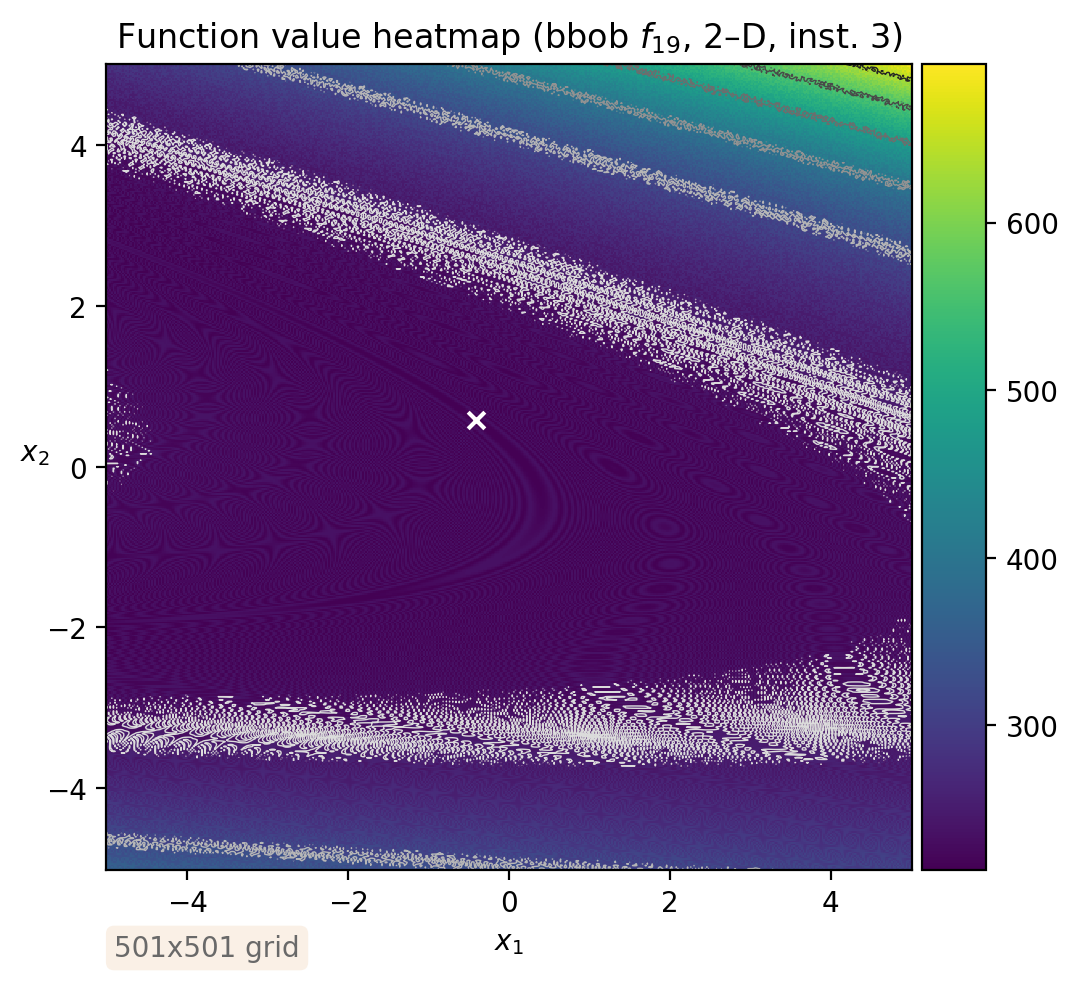 Function value heatmap (bbob f₁₉, 2–D, inst. 3)
4
2
0
−2
−4
x₂
−4 −2 0 2 4
x₁
600
500
400
300
501x501 grid